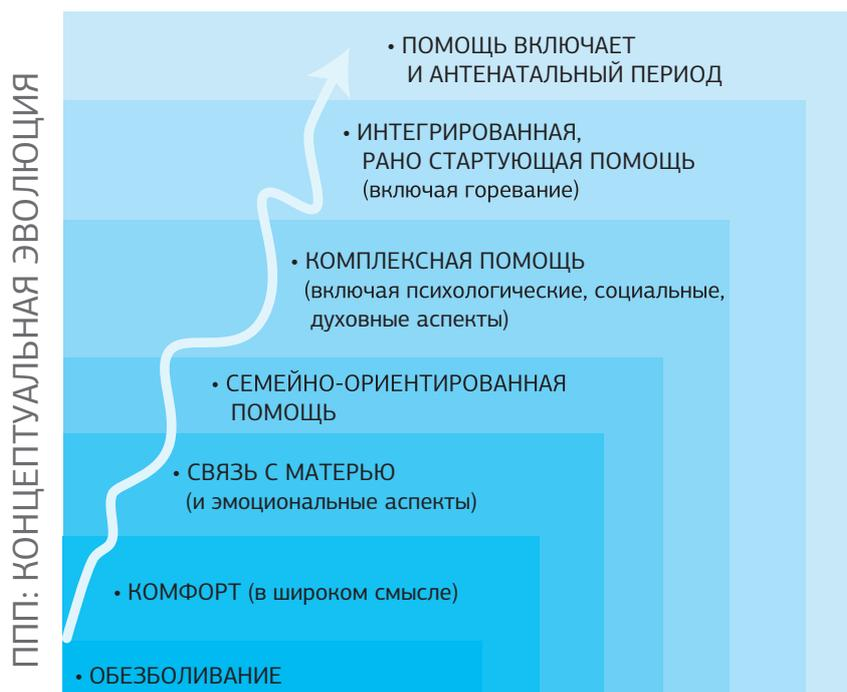 ППП: КОНЦЕПТУАЛЬНАЯ ЭВОЛЮЦИЯ
• ПОМОЩЬ ВКЛЮЧАЕТ
И АНТЕНАТАЛЬНЫЙ ПЕРИОД
• ИНТЕГРИРОВАННАЯ,
РАНО СТАРТУЮЩАЯ ПОМОЩЬ
(включая горевание)
• КОМПЛЕКСНАЯ ПОМОЩЬ
(включая психологические, социальные,
духовные аспекты)
• СЕМЕЙНО-ОРИЕНТИРОВАННАЯ
ПОМОЩЬ
• СВЯЗЬ С МАТЕРЬЮ
(и эмоциональные аспекты)
• КОМФОРТ (в широком смысле)
• ОБЕЗБОЛИВАНИЕ